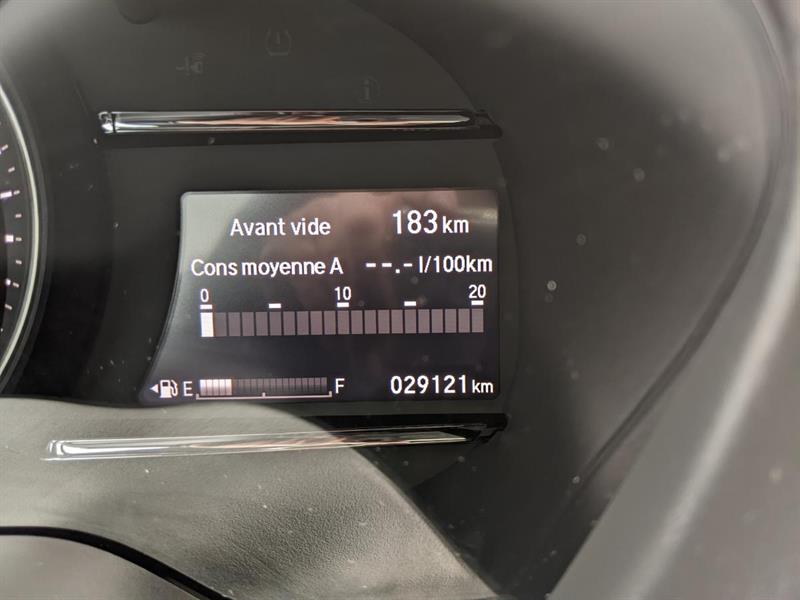 Avant vide 183 km
Cons moyenne A --.- l/100km
0 10 20
E F 029121 km